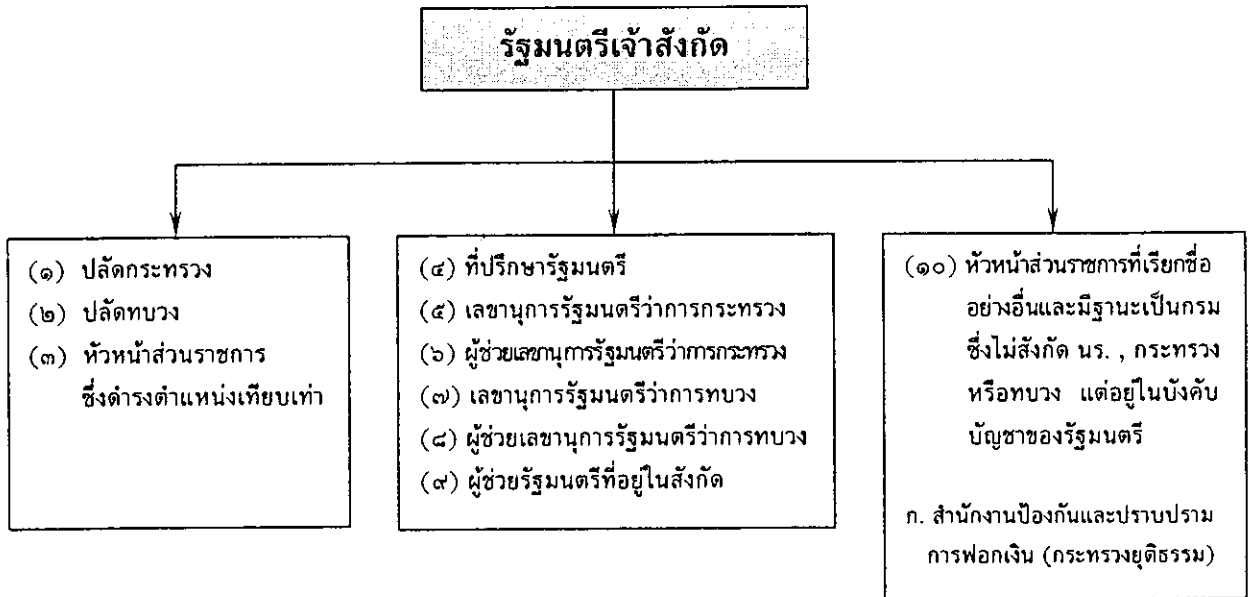 รัฐมนตรีเจ้าสังกัด
(๑) ปลัดกระทรวง
(๒) ปลัดทบวง
(๓) หัวหน้าส่วนราชการ
ซึ่งดำรงตำแหน่งเทียบเท่า
(๔) ที่ปรึกษารัฐมนตรี
(๕) เลขานุการรัฐมนตรีว่าการกระทรวง
(๖) ผู้ช่วยเลขานุการรัฐมนตรีว่าการกระทรวง
(๗) เลขานุการรัฐมนตรีว่าการทบวง
(๘) ผู้ช่วยเลขานุการรัฐมนตรีว่าการทบวง
(๙) ผู้ช่วยรัฐมนตรีที่อยู่ในสังกัด
(๑๐) หัวหน้าส่วนราชการที่เรียกชื่อ
อย่างอื่นและมีฐานะเป็นกรม
ซึ่งไม่สังกัด นร. , กระทรวง
หรือทบวง แต่อยู่ในบังคับ
บัญชาของรัฐมนตรี
ก. สำนักงานป้องกันและปราบปราม
การฟอกเงิน (กระทรวงยุติธรรม)